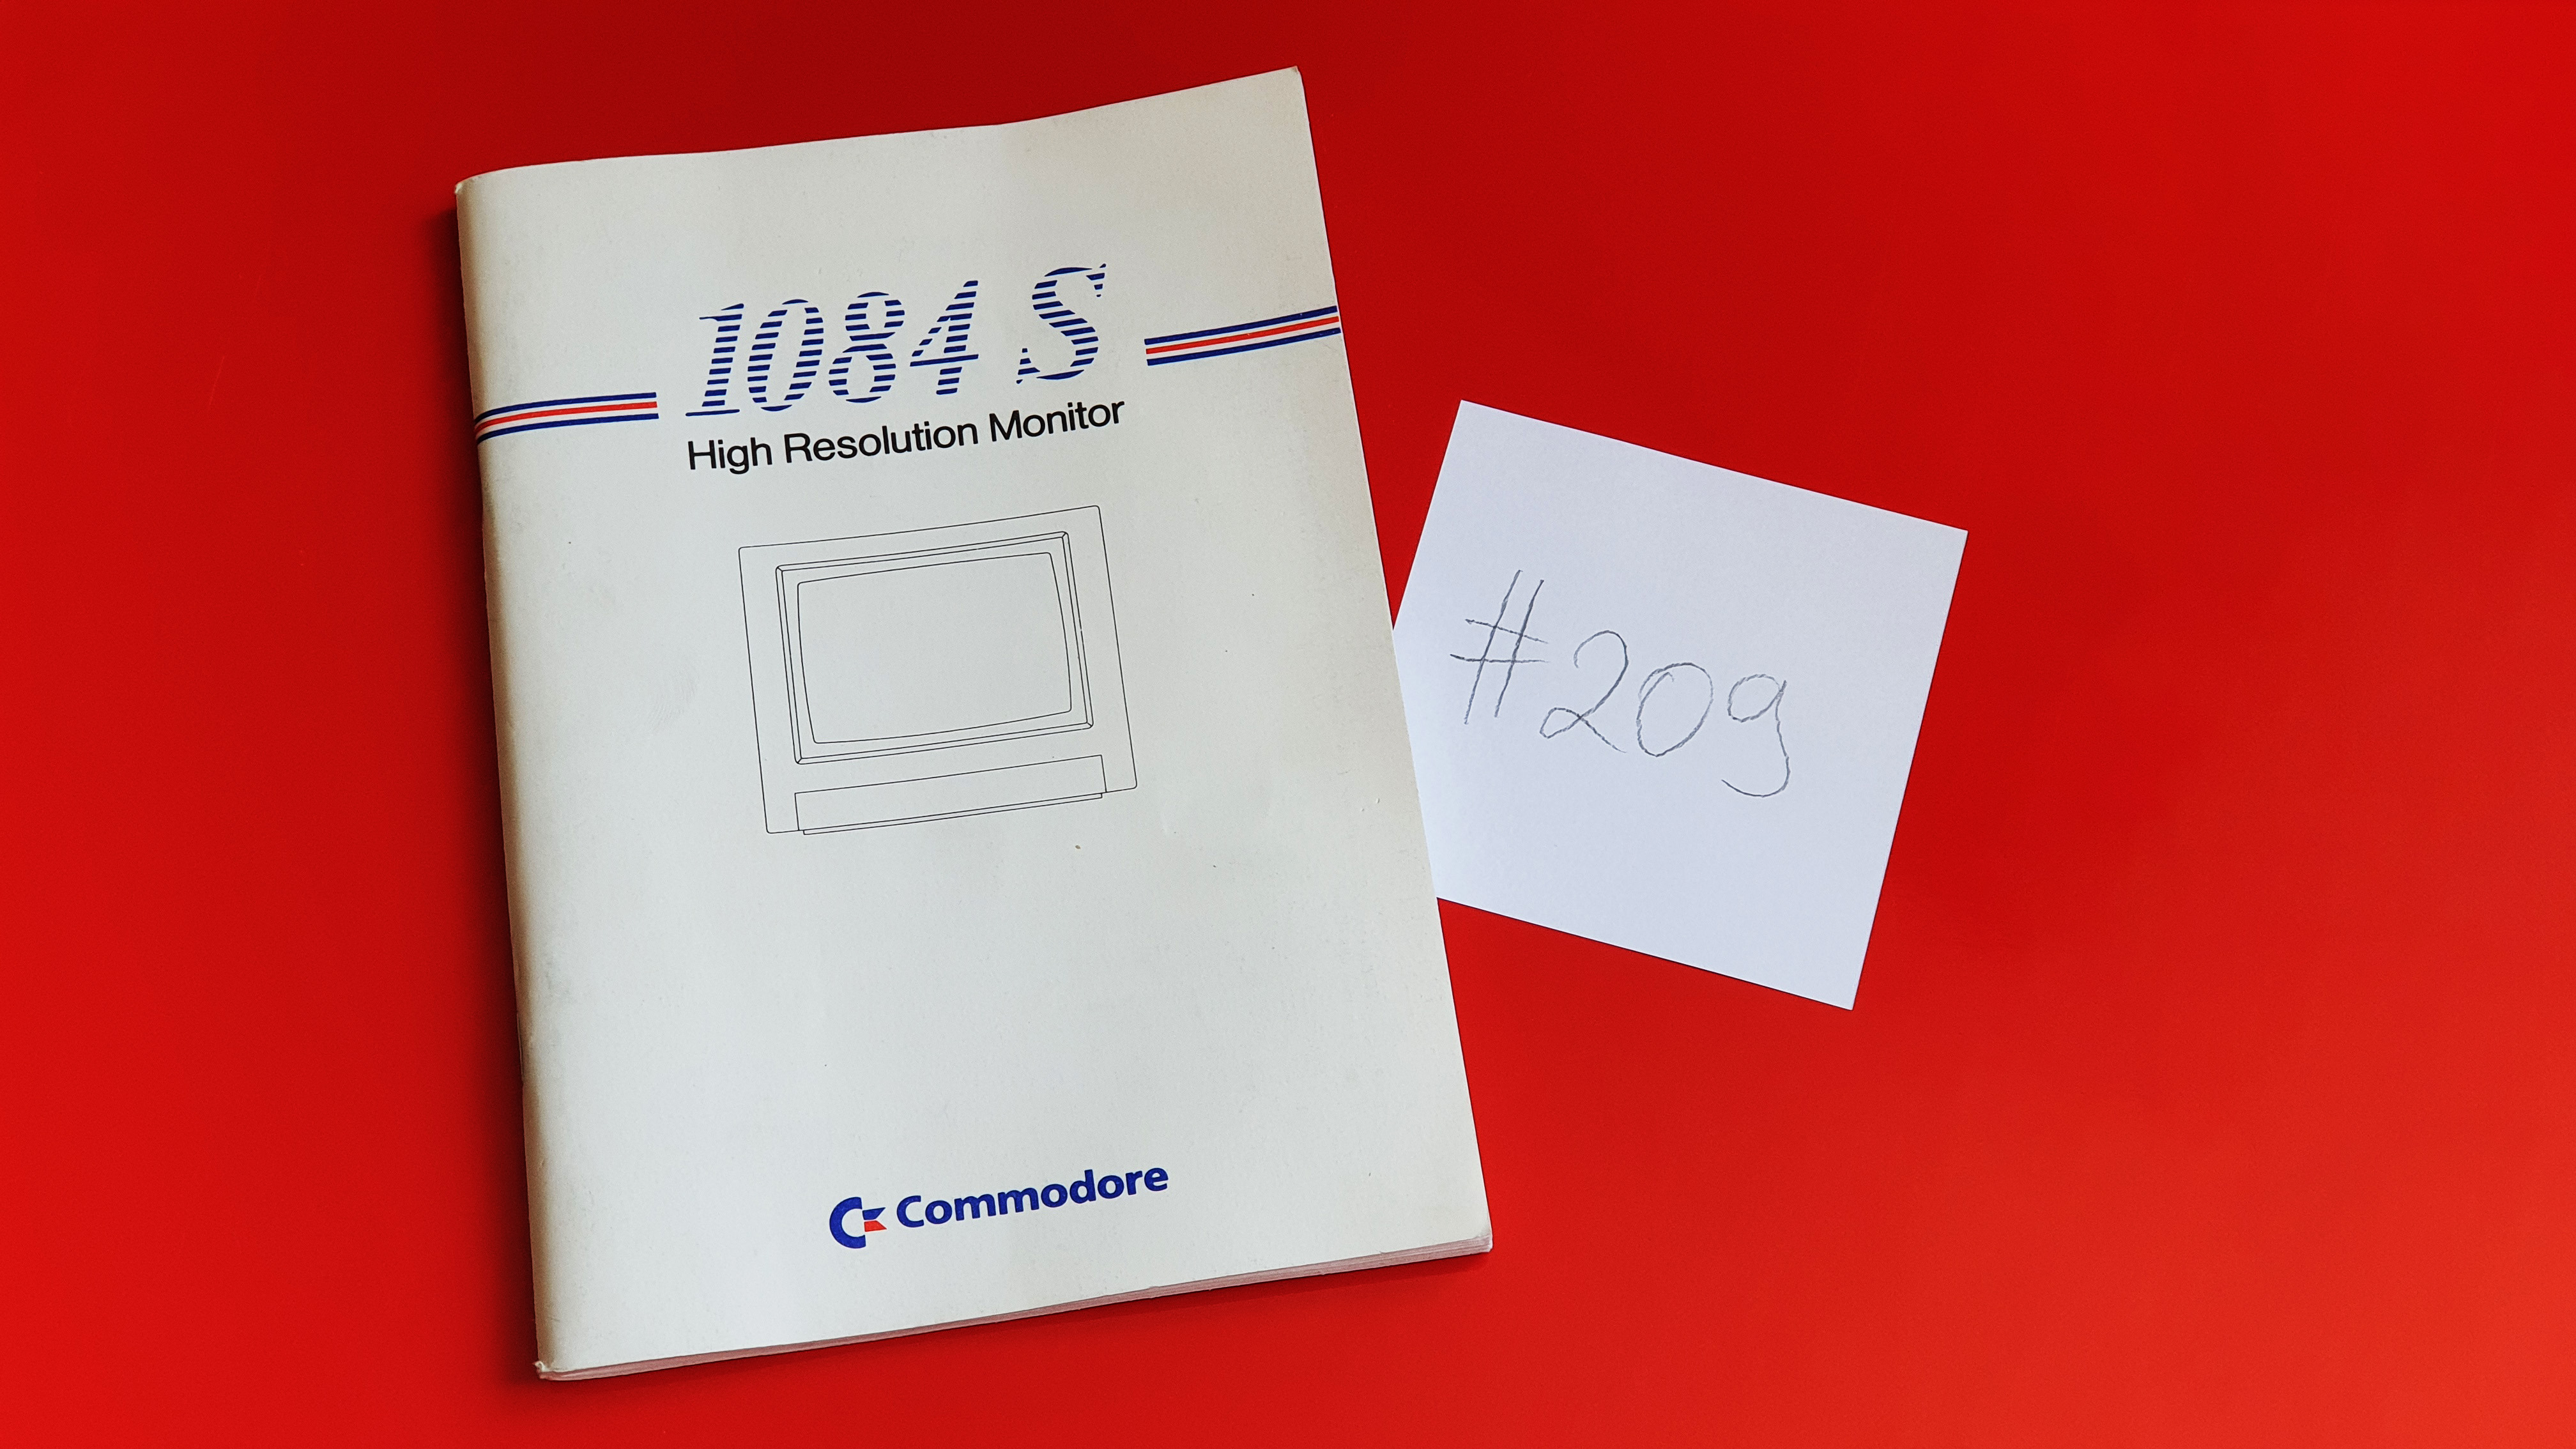 1084 S
High Resolution Monitor
Commodore
#209